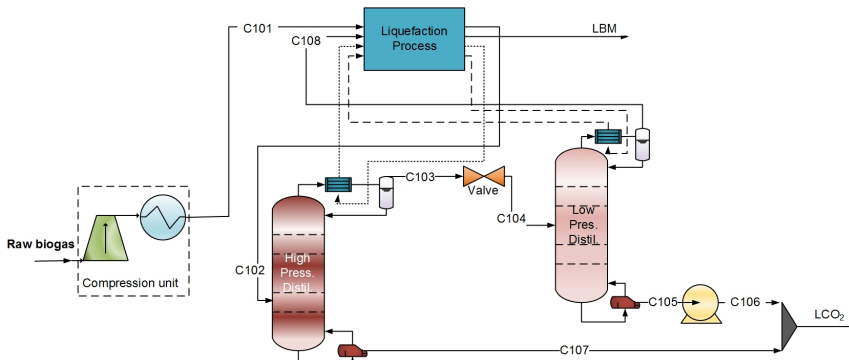 C101
C108
Liquefaction
Process
LBM
C103
Valve
C104
Low
Pres.
Distil.
Raw biogas
Compression unit
C102
High
Press.
Distil.
C105
C106
LCO₂
C107